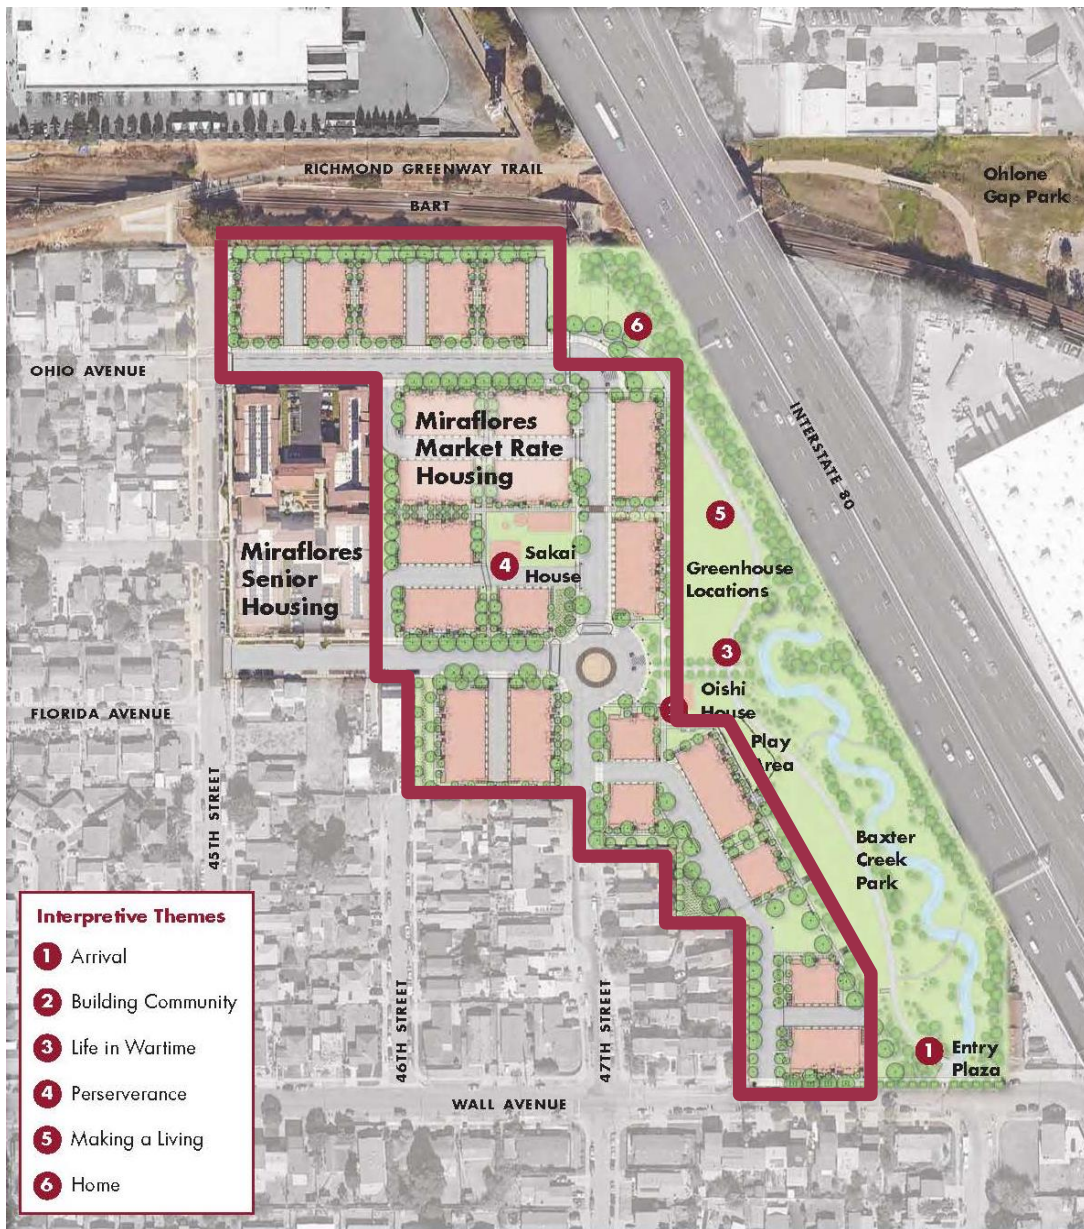 RICHMOND GREENWAY TRAIL
BART
Ohlone
Gap Park
6
OHIO AVENUE
INTERSTATE 80
Miraflores
Market Rate
Housing
5
Miraflores
Senior
Housing
4
Sakai
House
Greenhouse
Locations
3
Oishi
House
FLORIDA AVENUE
Play
Area
45TH STREET
Baxter
Creek
Park
46TH STREET
47TH STREET
1
Entry
Plaza
WALL AVENUE
Interpretive Themes
1 Arrival
2 Building Community
3 Life in Wartime
4 Perserverance
5 Making a Living
6 Home